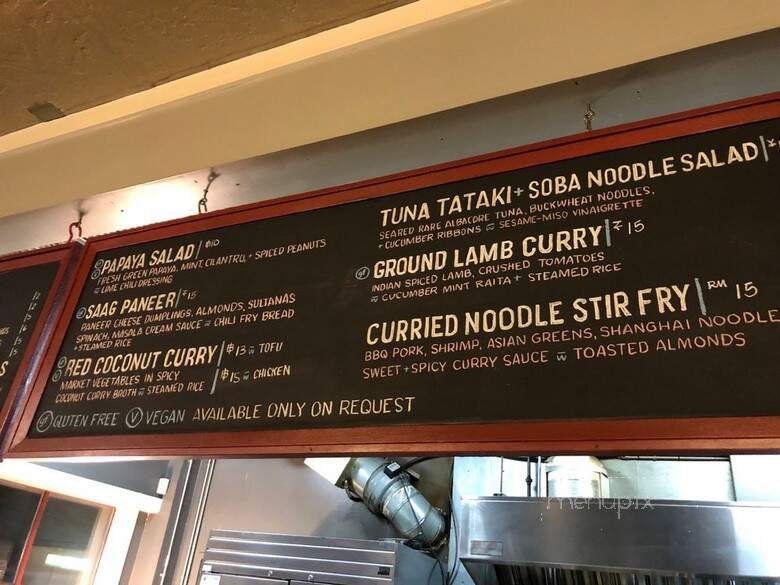 PAPAYA SALAD | ฿10
FRESH GREEN PAPAYA, MINT, CILANTRO, + SPICED PEANUTS
w LIME CHILI DRESSING
SAAG PANEER | ₹15
PANEER CHEESE DUMPLINGS, ALMONDS, SULTANAS
SPINACH, MASALA CREAM SAUCE w CHILI FRY BREAD
+ STEAMED RICE
RED COCONUT CURRY | ฿13 w TOFU
MARKET VEGETABLES IN SPICY | ฿15 w CHICKEN
COCONUT CURRY BROTH w STEAMED RICE
gf GLUTEN FREE V VEGAN AVAILABLE ONLY ON REQUEST
TUNA TATAKI + SOBA NOODLE SALAD | ¥
SEARED RARE ALBACORE TUNA, BUCKWHEAT NOODLES,
+ CUCUMBER RIBBONS w SESAME-MISO VINAIGRETTE
gf GROUND LAMB CURRY | ₹15
INDIAN SPICED LAMB, CRUSHED TOMATOES
w CUCUMBER MINT RAITA + STEAMED RICE
CURRIED NOODLE STIR FRY | RM 15
BBQ PORK, SHRIMP, ASIAN GREENS, SHANGHAI NOODLE
SWEET + SPICY CURRY SAUCE w TOASTED ALMONDS
menupix